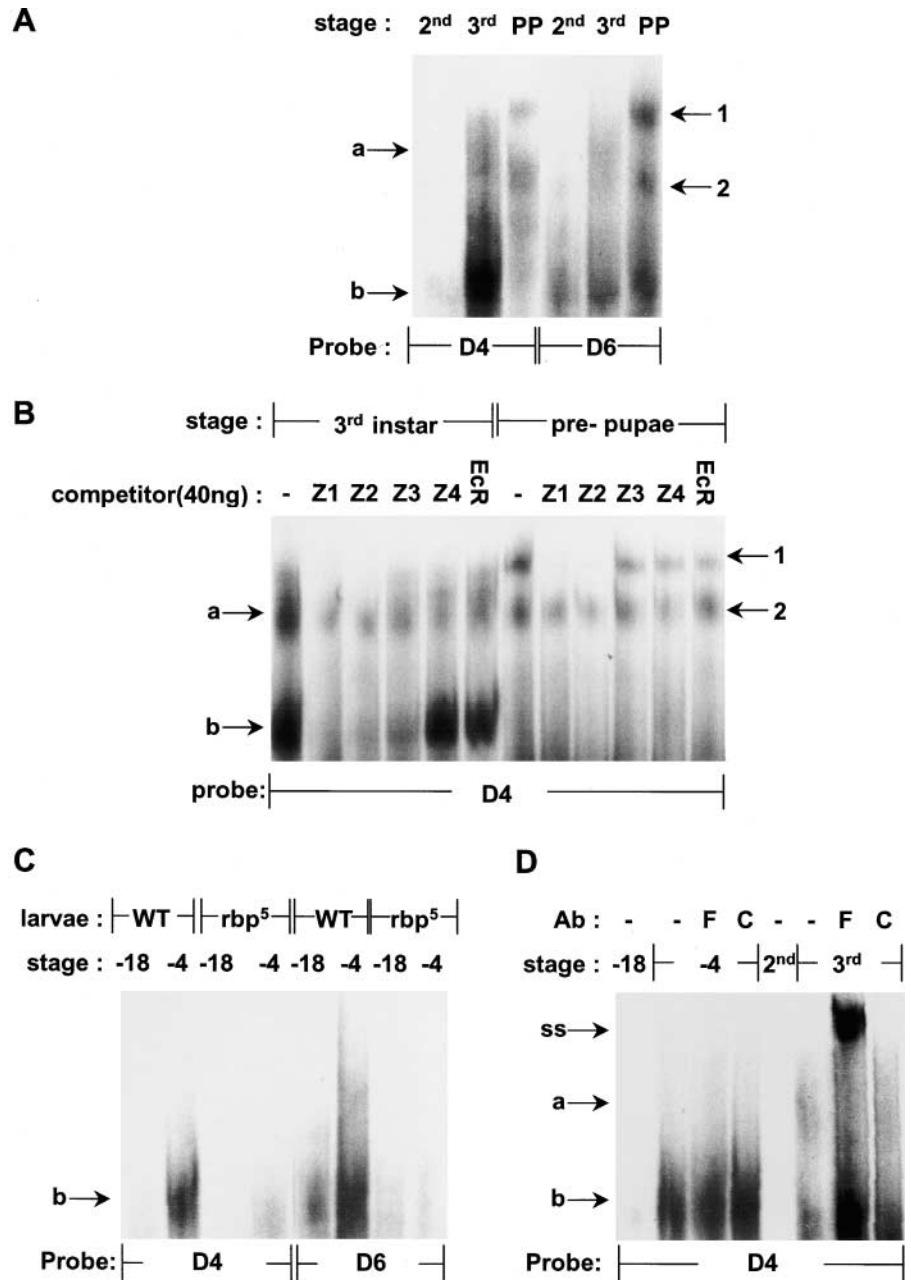 A
stage : 2nd 3rd PP 2nd 3rd PP
a
b
1
2
Probe : D4 D6
B
stage : 3rd instar pre- pupae
competitor(40ng) : - Z1 Z2 Z3 Z4 EcR - Z1 Z2 Z3 Z4 EcR
a
b
1
2
probe: D4
C
larvae : WT rbp5 WT rbp5
stage : -18 -4 -18 -4 -18 -4 -18 -4
b
Probe: D4 D6
D
Ab : - - F C - - F C
stage : -18 -4 2nd 3rd
ss
a
b
Probe: D4